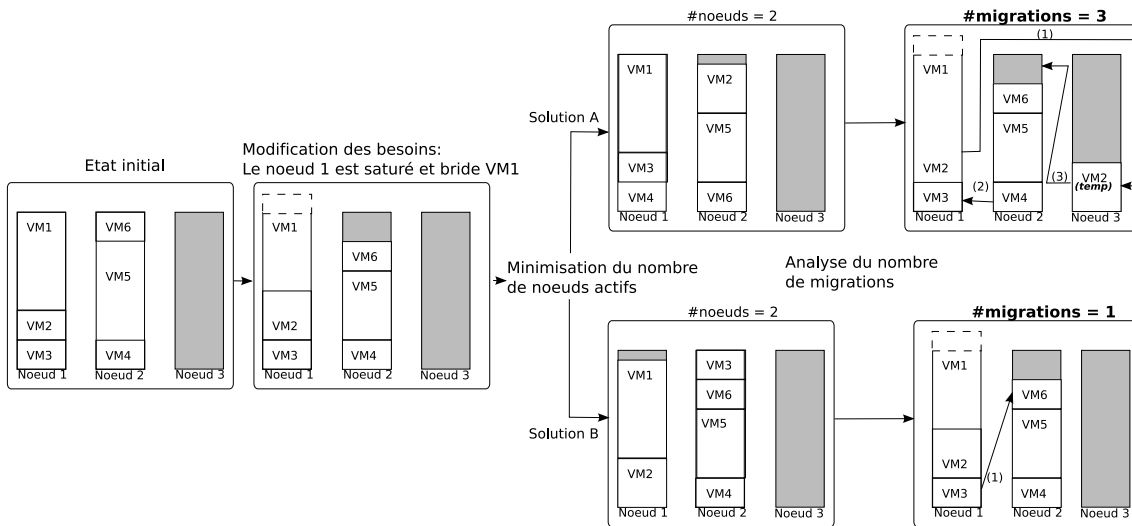 Etat initial
VM1
VM2
VM3
Noeud 1
VM6
VM5
VM4
Noeud 2
Noeud 3
Modification des besoins:
Le noeud 1 est saturé et bride VM1
VM1
VM2
VM3
Noeud 1
VM6
VM5
VM4
Noeud 2
Noeud 3
Minimisation du nombre
de noeuds actifs
Solution A
#noeuds = 2
VM1
VM3
VM4
Noeud 1
VM2
VM5
VM6
Noeud 2
Noeud 3
#migrations = 3
(1)
VM1
VM2
VM3
Noeud 1
(2)
VM6
VM5
VM4
Noeud 2
(3)
VM2
(temp)
Noeud 3
Analyse du nombre
de migrations
Solution B
#noeuds = 2
VM1
VM2
Noeud 1
VM3
VM6
VM5
VM4
Noeud 2
Noeud 3
#migrations = 1
VM1
VM2
VM3
Noeud 1
(1)
VM6
VM5
VM4
Noeud 2
Noeud 3